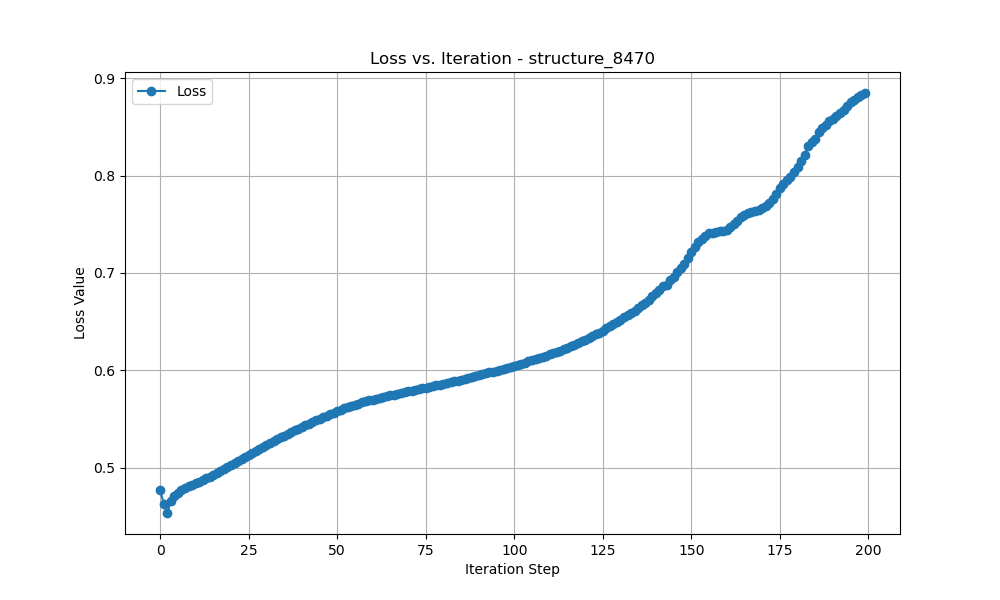 Loss vs. Iteration - structure_8470
Loss
Loss Value
0.9
0.8
0.7
0.6
0.5
0 25 50 75 100 125 150 175 200
Iteration Step